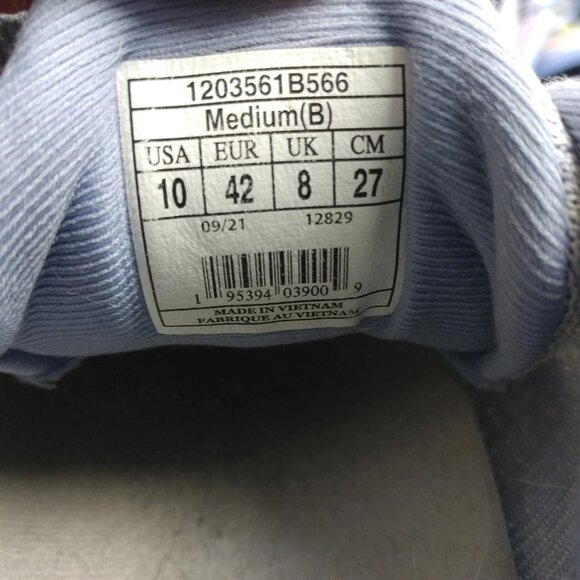 1203561B566
Medium(B)
USA EUR UK CM
10 42 8 27
09/21 12829
1 95394 03900 9
MADE IN VIETNAM
FABRIQUE AU VIETNAM